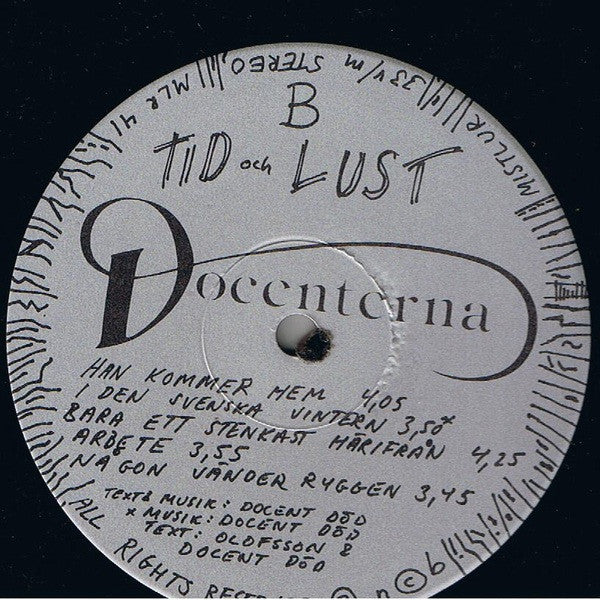 MLR 41 STEREO 33 v/m MISTLUR
B
TID och LUST
Docenterna
HAN KOMMER HEM 4,05
I DEN SVENSKA VINTERN 3,50*
BARA ETT STENKAST HÄRIFRÅN 4,25
ARBETE 3,55
NÅGON VÄNDER RYGGEN 3,45
TEXT & MUSIK: DOCENT DÖD
* MUSIK: DOCENT DÖD
TEXT: OLOFSSON &
DOCENT DÖD
ALL RIGHTS